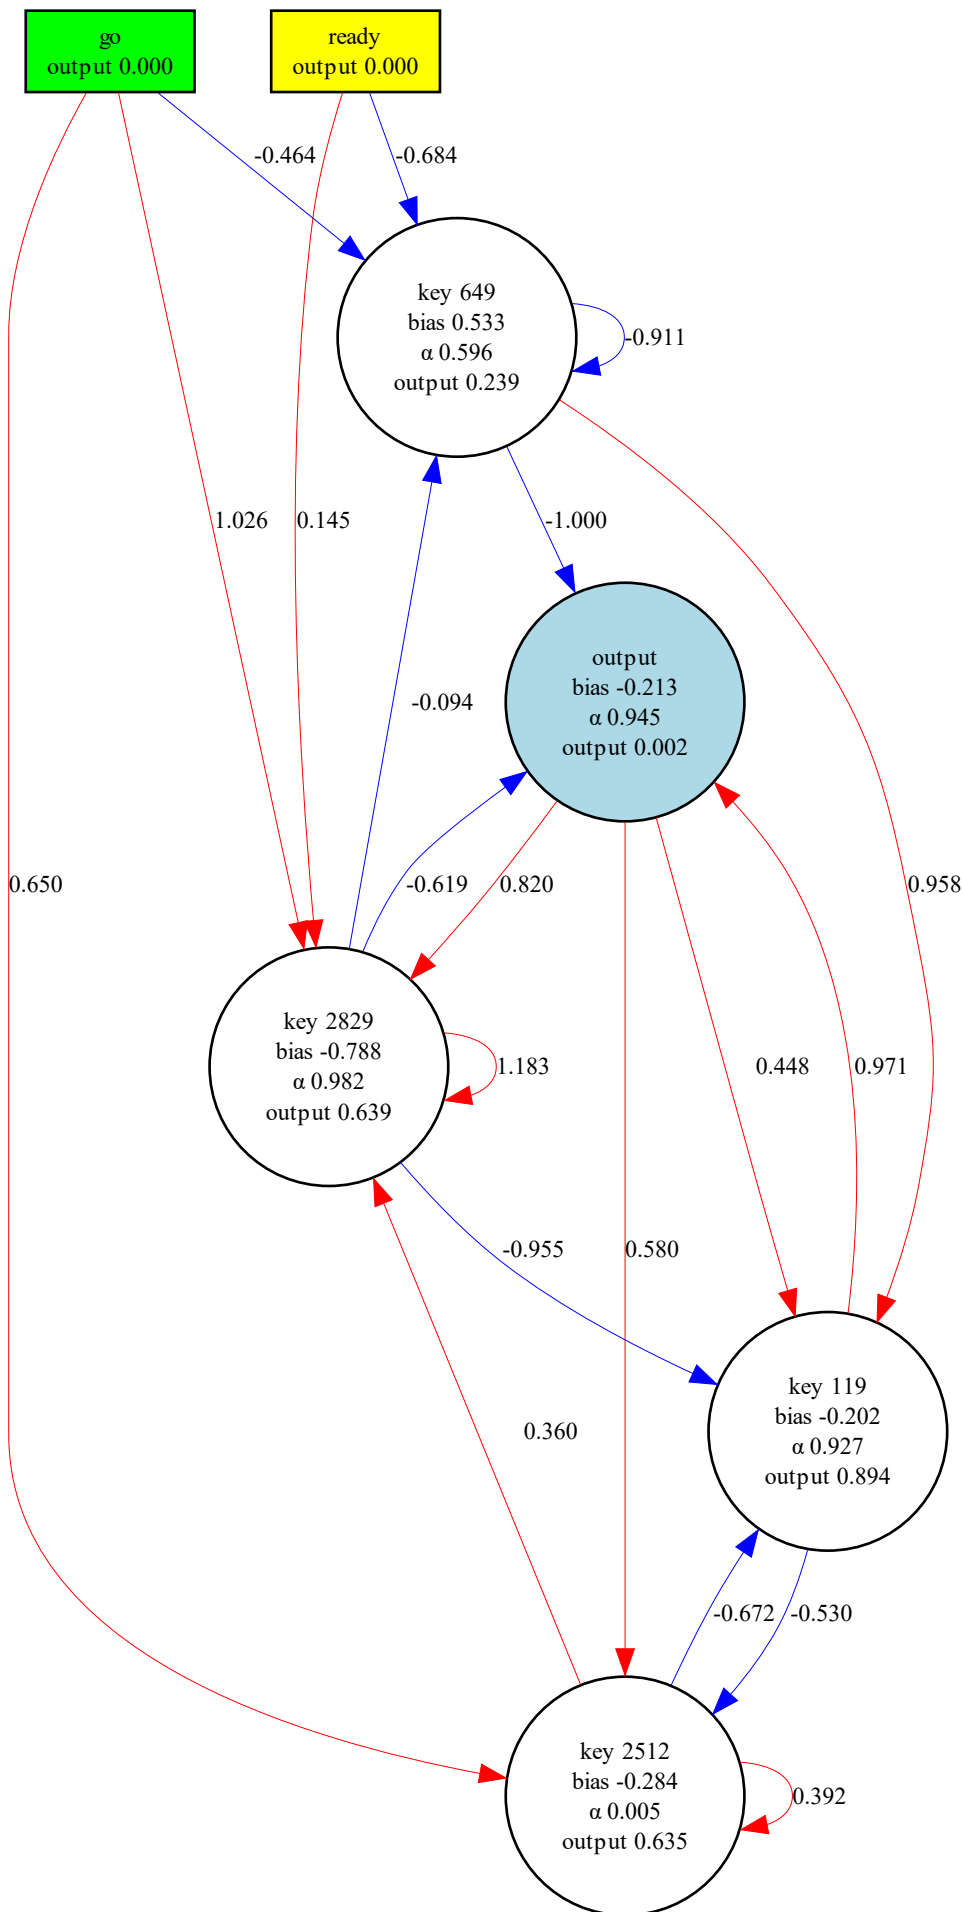 go
output 0.000
ready
output 0.000
-0.464
-0.684
key 649
bias 0.533
α 0.596
output 0.239
-0.911
1.026
0.145
-1.000
output
bias -0.213
α 0.945
output 0.002
-0.094
0.650
-0.619
0.820
0.958
key 2829
bias -0.788
α 0.982
output 0.639
1.183
0.448
0.971
-0.955
0.580
key 119
bias -0.202
α 0.927
output 0.894
0.360
-0.672
-0.530
key 2512
bias -0.284
α 0.005
output 0.635
0.392